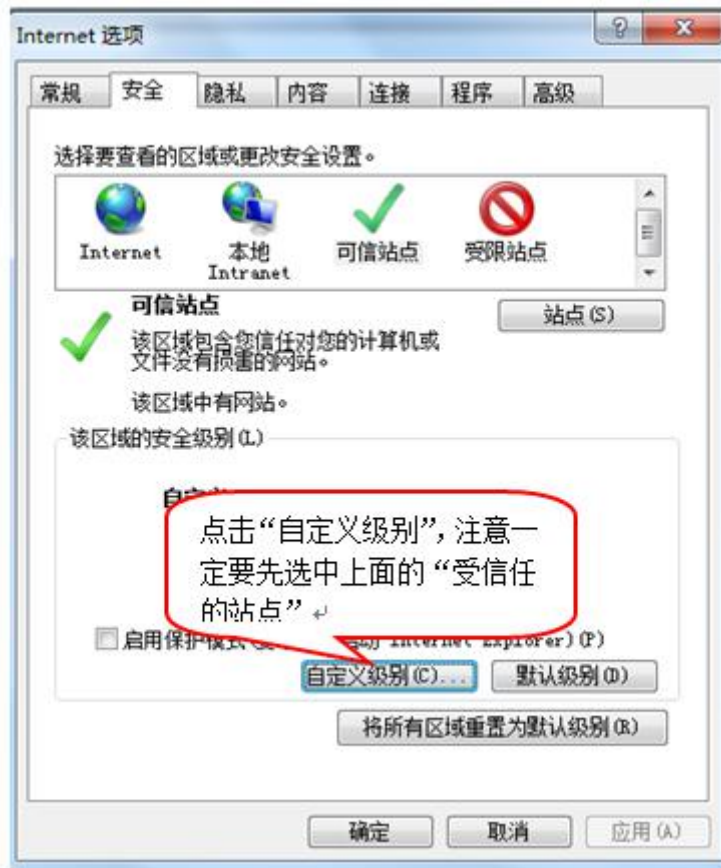 Internet 选项
常规 安全 隐私 内容 连接 程序 高级
选择要查看的区域或更改安全设置。
Internet 本地 可信站点 受限站点
Intranet
可信站点
站点(S)
该区域包含您信任对您的计算机或
文件没有损害的网站。
该区域中有网站。
该区域的安全级别(L)
点击“自定义级别”，注意一
定要先选中上面的“受信任
的站点”
启用保护模式 Internet Explorer)(P)
自定义级别(C)... 默认级别(D)
将所有区域重置为默认级别(R)
确定 取消 应用(A)